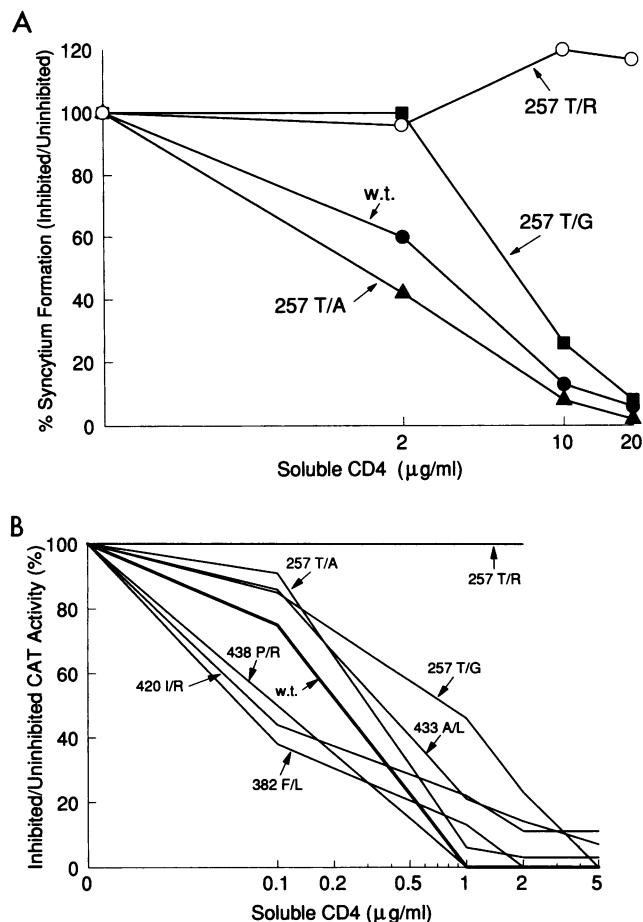 A
% Syncytium Formation (Inhibited/Uninhibited)
120
100
80
60
40
20
0
257 T/R
w.t.
257 T/G
257 T/A
2
10
20
Soluble CD4 (μg/ml)
B
Inhibited/Uninhibited CAT Activity (%)
100
80
60
40
20
0
257 T/A
257 T/R
438 P/R
420 I/R
w.t.
257 T/G
433 A/L
382 F/L
0
0.1
0.2
0.5
1
2
5
Soluble CD4 (μg/ml)